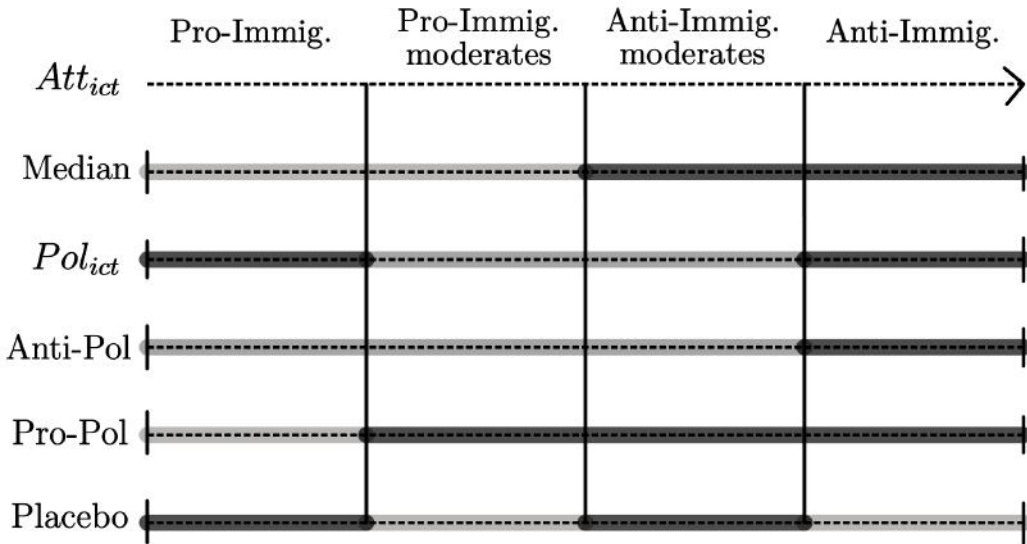 Pro-Immig.
Pro-Immig.
moderates
Anti-Immig.
moderates
Anti-Immig.
Att_ict
Median
Pol_ict
Anti-Pol
Pro-Pol
Placebo